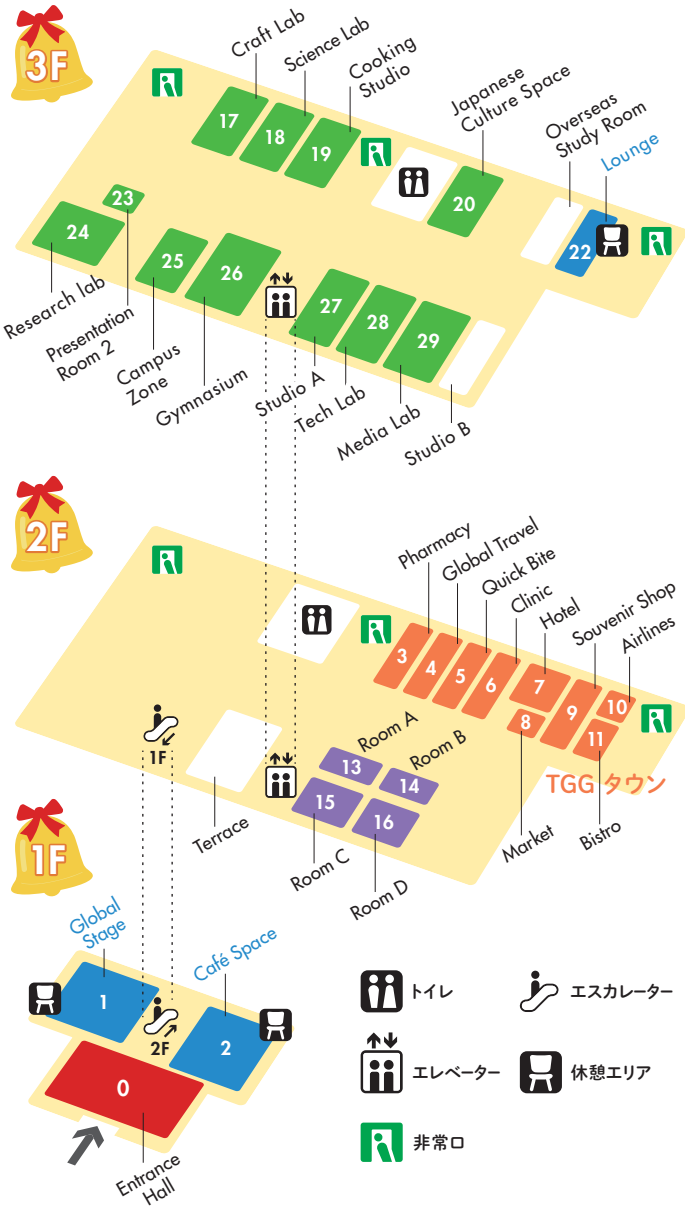 3F
Craft Lab
Science Lab
Cooking
Studio
Japanese
Culture Space
Overseas
Study Room
Lounge
17
18
19
20
22
23
24
25
26
27
28
29
Research lab
Presentation
Room 2
Campus
Zone
Gymnasium
Studio A
Tech Lab
Media Lab
Studio B
2F
Pharmacy
Global Travel
Quick Bite
Clinic
Hotel
Souvenir Shop
Airlines
3
4
5
6
7
8
9
10
11
1F
Room A
Room B
13
14
15
16
TGG タウン
Terrace
Room C
Room D
Market
Bistro
1F
Global
Stage
Café Space
1
2F
2
0
Entrance
Hall
トイレ
エスカレーター
エレベーター
休憩エリア
非常口